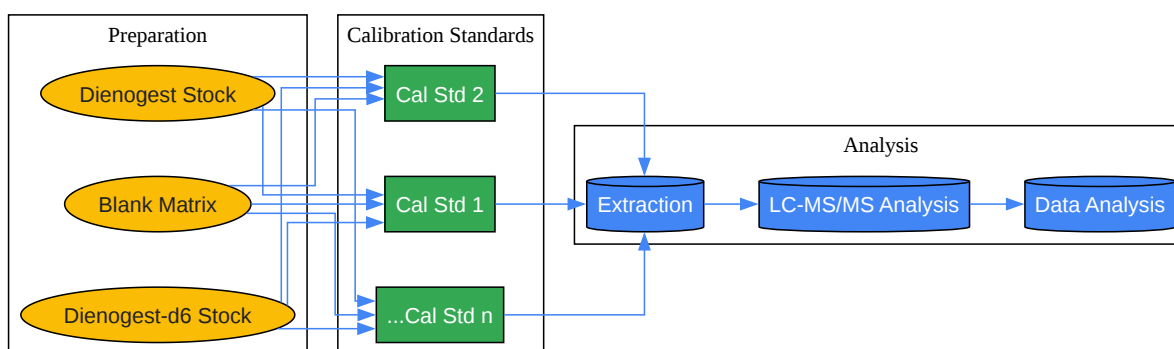 Preparation
Calibration Standards
Dienogest Stock
Cal Std 2
Analysis
Blank Matrix
Cal Std 1
Extraction
LC-MS/MS Analysis
Data Analysis
Dienogest-d6 Stock
...Cal Std n